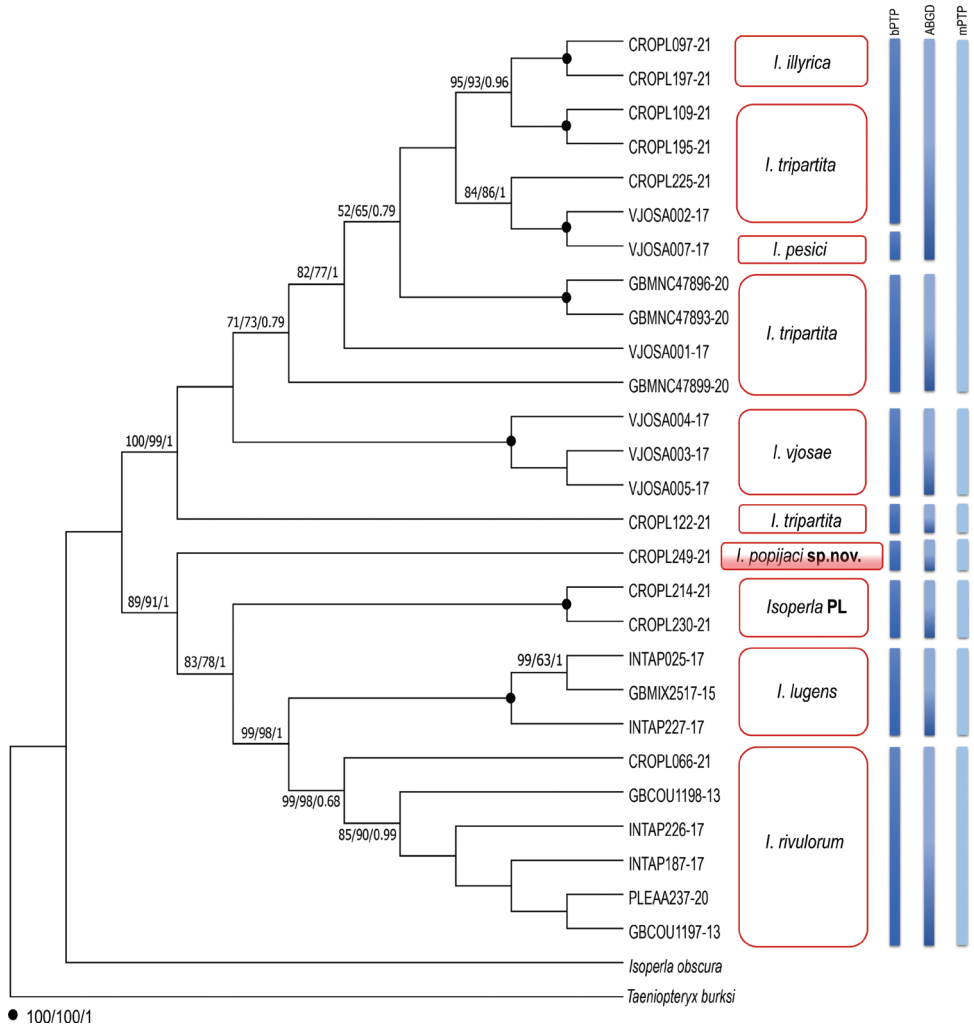 bPTP
ABGD
mPTP
CROPL097-21
I. illyrica
95/93/0.96
CROPL197-21
CROPL109-21
CROPL195-21
I. tripartita
CROPL225-21
84/86/1
52/65/0.79
VJOSA002-17
VJOSA007-17
I. pesici
82/77/1
GBMNC47896-20
GBMNC47893-20
71/73/0.79
I. tripartita
VJOSA001-17
GBMNC47899-20
VJOSA004-17
100/99/1
VJOSA003-17
I. vjosae
VJOSA005-17
CROPL122-21
I. tripartita
CROPL249-21
I. popijaci sp.nov.
CROPL214-21
89/91/1
Isoperla PL
CROPL230-21
83/78/1
99/63/1
INTAP025-17
GBMIX2517-15
I. lugens
INTAP227-17
99/98/1
CROPL066-21
GBCOU1198-13
99/98/0.68
INTAP226-17
85/90/0.99
I. rivulorum
INTAP187-17
PLEAA237-20
GBCOU1197-13
Isoperla obscura
Taeniopteryx burksi
100/100/1